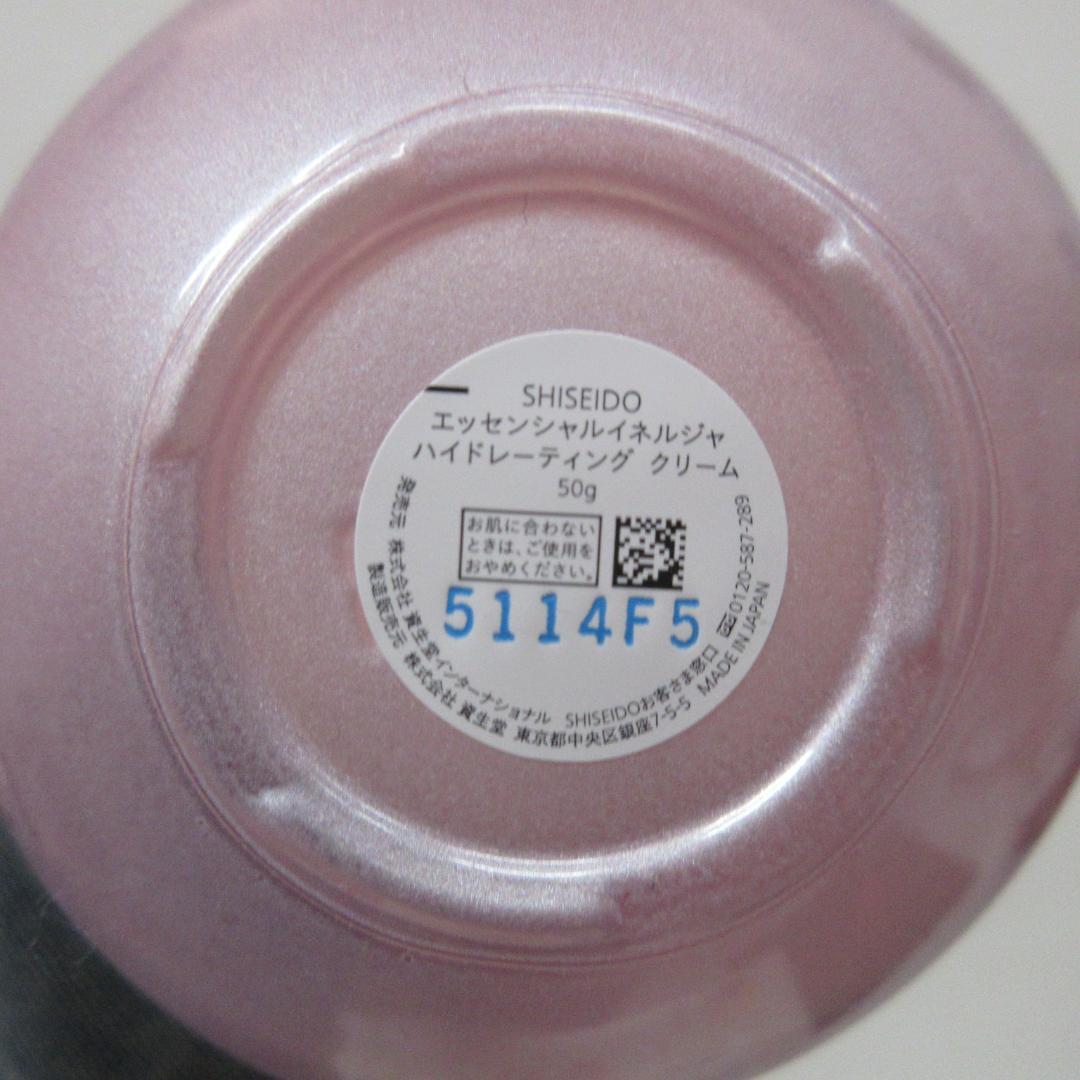 SHISEIDO
エッセンシャルイネルジャ
ハイドレーティング クリーム
50g
お肌に合わない
ときは、ご使用を
おやめください。
5114F5
発売元 株式会社 資生堂インターナショナル SHISEIDOお客さま窓口 0120-587-289
製造販売元 株式会社 資生堂 東京都中央区銀座7-5-5 MADE IN JAPAN